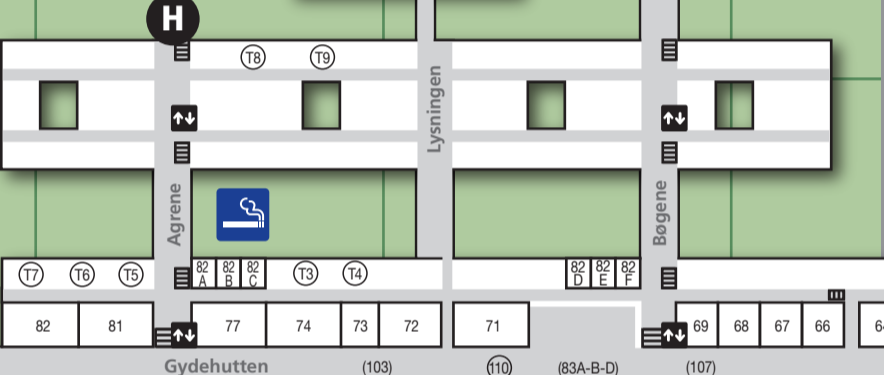 H
T8 T9
Lysningen
Agrene
Bøgene
T7 T6 T5
82 A
82 B
82 C
T3 T4
82 D
82 E
82 F
82 81 77 74 73 72 71 69 68 67 66
Gydehutten (103) 110 (83A-B-D) (107)